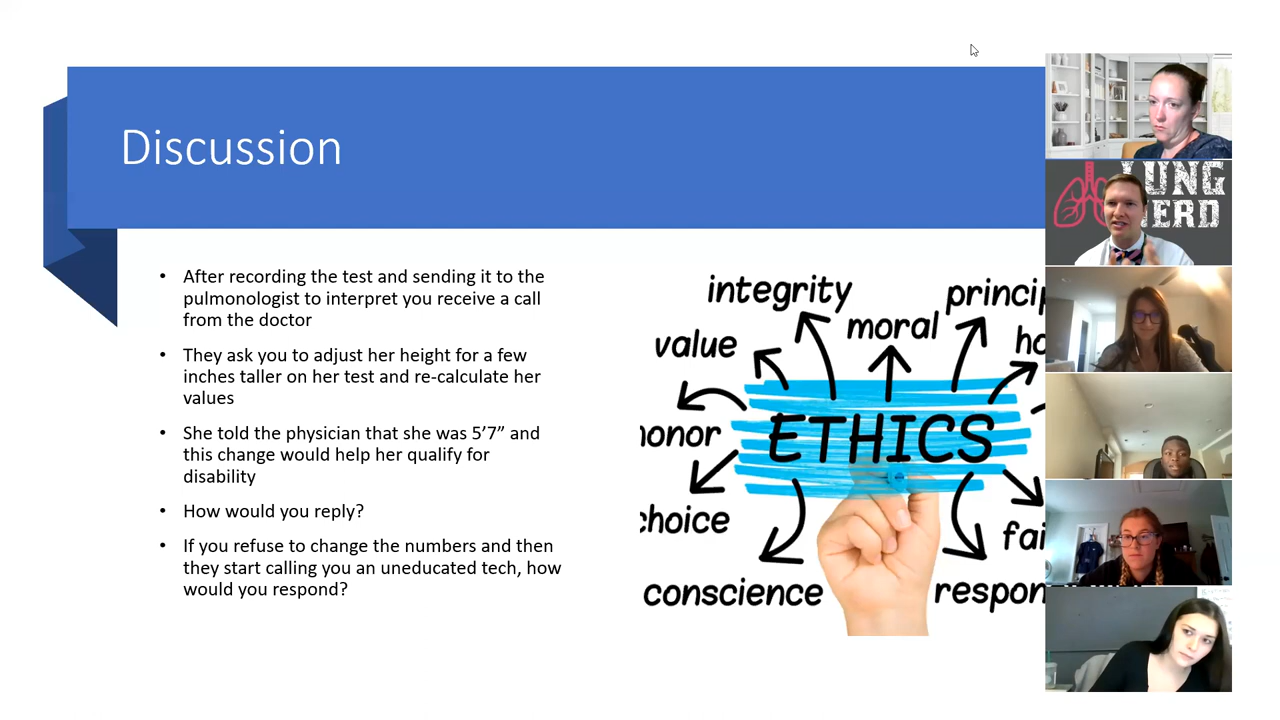 Discussion
After recording the test and sending it to the
pulmonologist to interpret you receive a call
from the doctor
They ask you to adjust her height for a few
inches taller on her test and re-calculate her
values
She told the physician that she was 5’7” and
this change would help her qualify for
disability
How would you reply?
If you refuse to change the numbers and then
they start calling you an uneducated tech, how
would you respond?
integrity
princip
moral
value
ho
ETHICS
honor
choice
fai
conscience
respon
LUNG
NERD